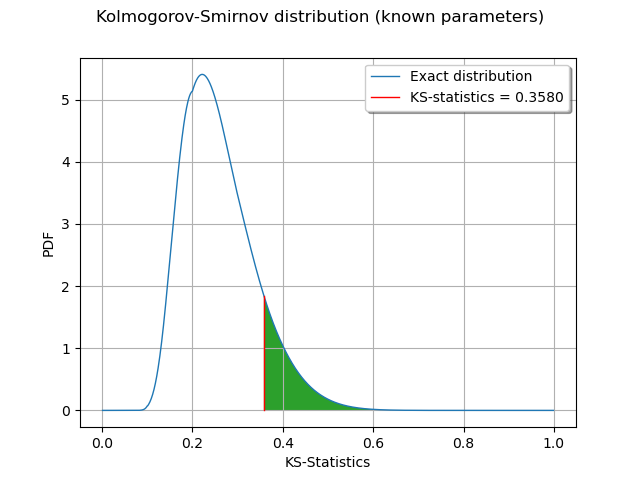 Kolmogorov-Smirnov distribution (known parameters)
Exact distribution
KS-statistics = 0.3580
PDF
5
4
3
2
1
0
0.0 0.2 0.4 0.6 0.8 1.0
KS-Statistics